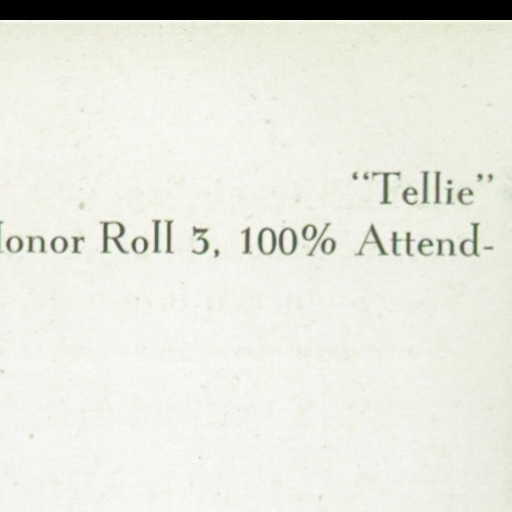 “Tellie”
Honor Roll 3, 100% Attend-